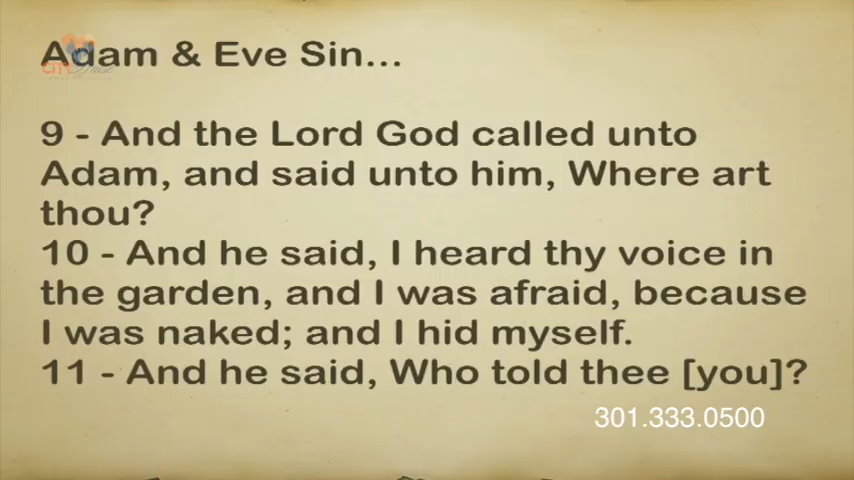 Adam & Eve Sin...
9 - And the Lord God called unto
Adam, and said unto him, Where art
thou?
10 - And he said, I heard thy voice in
the garden, and I was afraid, because
I was naked; and I hid myself.
11 - And he said, Who told thee [you]?
301.333.0500